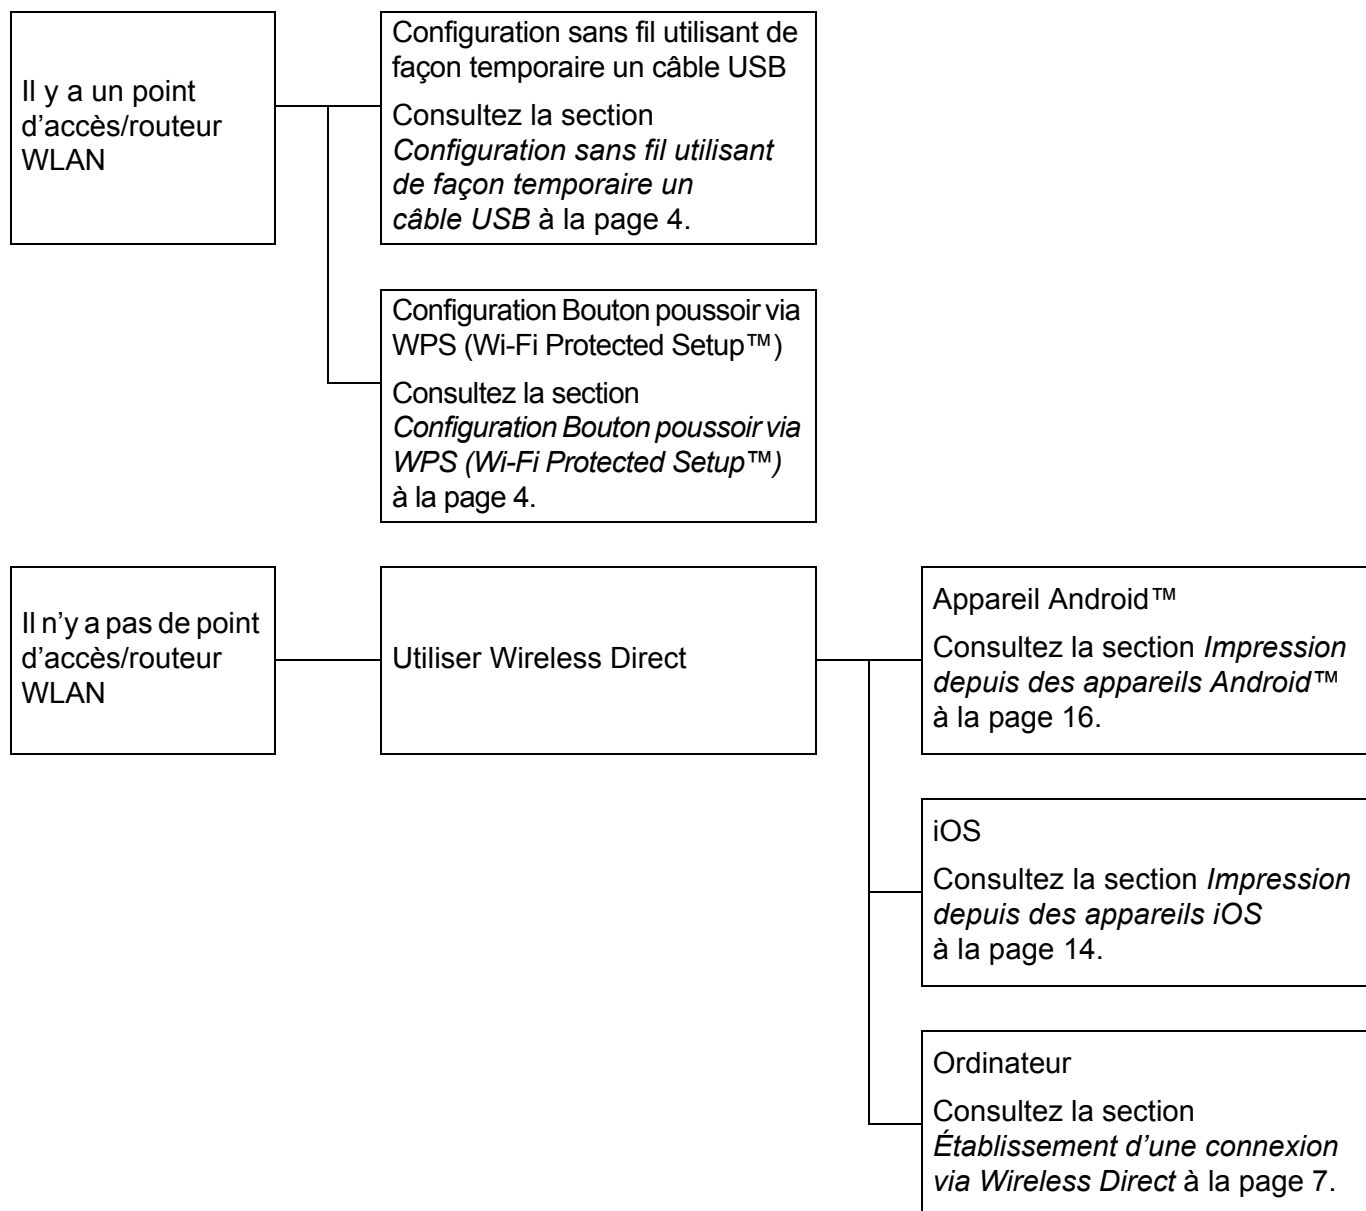 Il y a un point
d’accès/routeur
WLAN
Configuration sans fil utilisant de
façon temporaire un câble USB
Consultez la section
Configuration sans fil utilisant
de façon temporaire un
câble USB à la page 4.
Configuration Bouton poussoir via
WPS (Wi-Fi Protected Setup™)
Consultez la section
Configuration Bouton poussoir via
WPS (Wi-Fi Protected Setup™)
à la page 4.
Il n’y a pas de point
d’accès/routeur
WLAN
Utiliser Wireless Direct
Appareil Android™
Consultez la section Impression
depuis des appareils Android™
à la page 16.
iOS
Consultez la section Impression
depuis des appareils iOS
à la page 14.
Ordinateur
Consultez la section
Établissement d’une connexion
via Wireless Direct à la page 7.